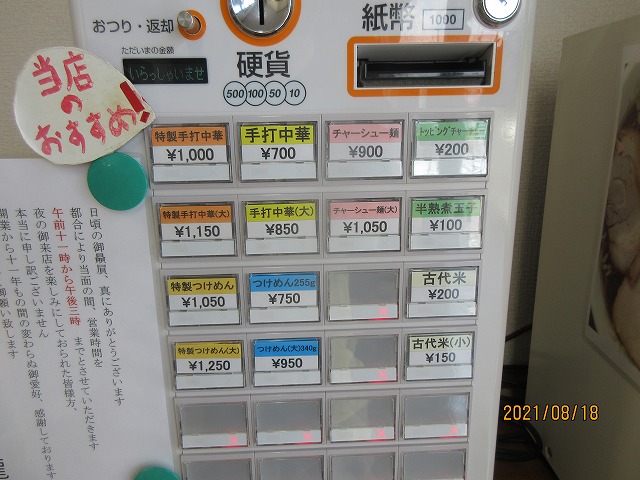 おつり・返却
ただいまの金額
いらっしゃいませ
硬貨
500 100 50 10
紙幣 1000
当店
の
おすすめ!
特製手打中華
¥1,000
手打中華
¥700
チャーシュー麺
¥900
¥200
特製手打中華(大)
¥1,150
手打中華(大)
¥850
チャーシュー麺(大)
¥1,050
半熟煮玉子
¥100
特製つけめん
¥1,050
つけめん255g
¥750
古代米
¥200
特製つけめん(大)
¥1,250
つけめん(大)340g
¥950
古代米(小)
¥150
日頃の御贔屓、真にありがとうございます
都合により当面の間、営業時間を
午前十一時から午後三時 までとさせていただきます
夜の御来店を楽しみにしておられた皆様方、
本当に申し訳ございません
開業から十一年もの間の変わらぬ御愛好、感謝しております
御願い致します
2021/08/18